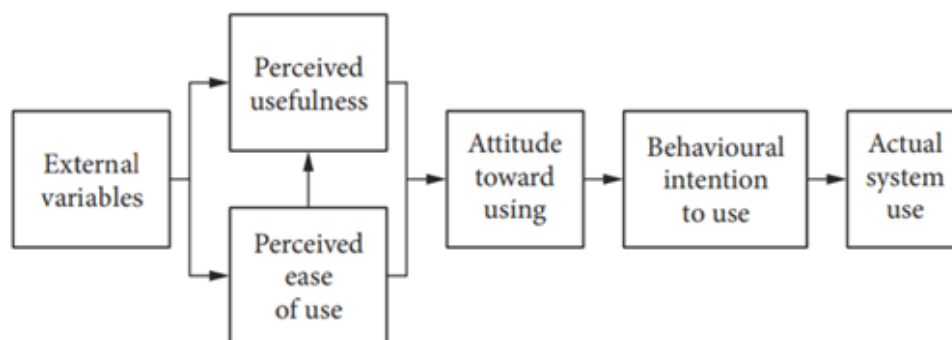 External
variables
Perceived
usefulness
Perceived
ease
of use
Attitude
toward
using
Behavioural
intention
to use
Actual
system
use